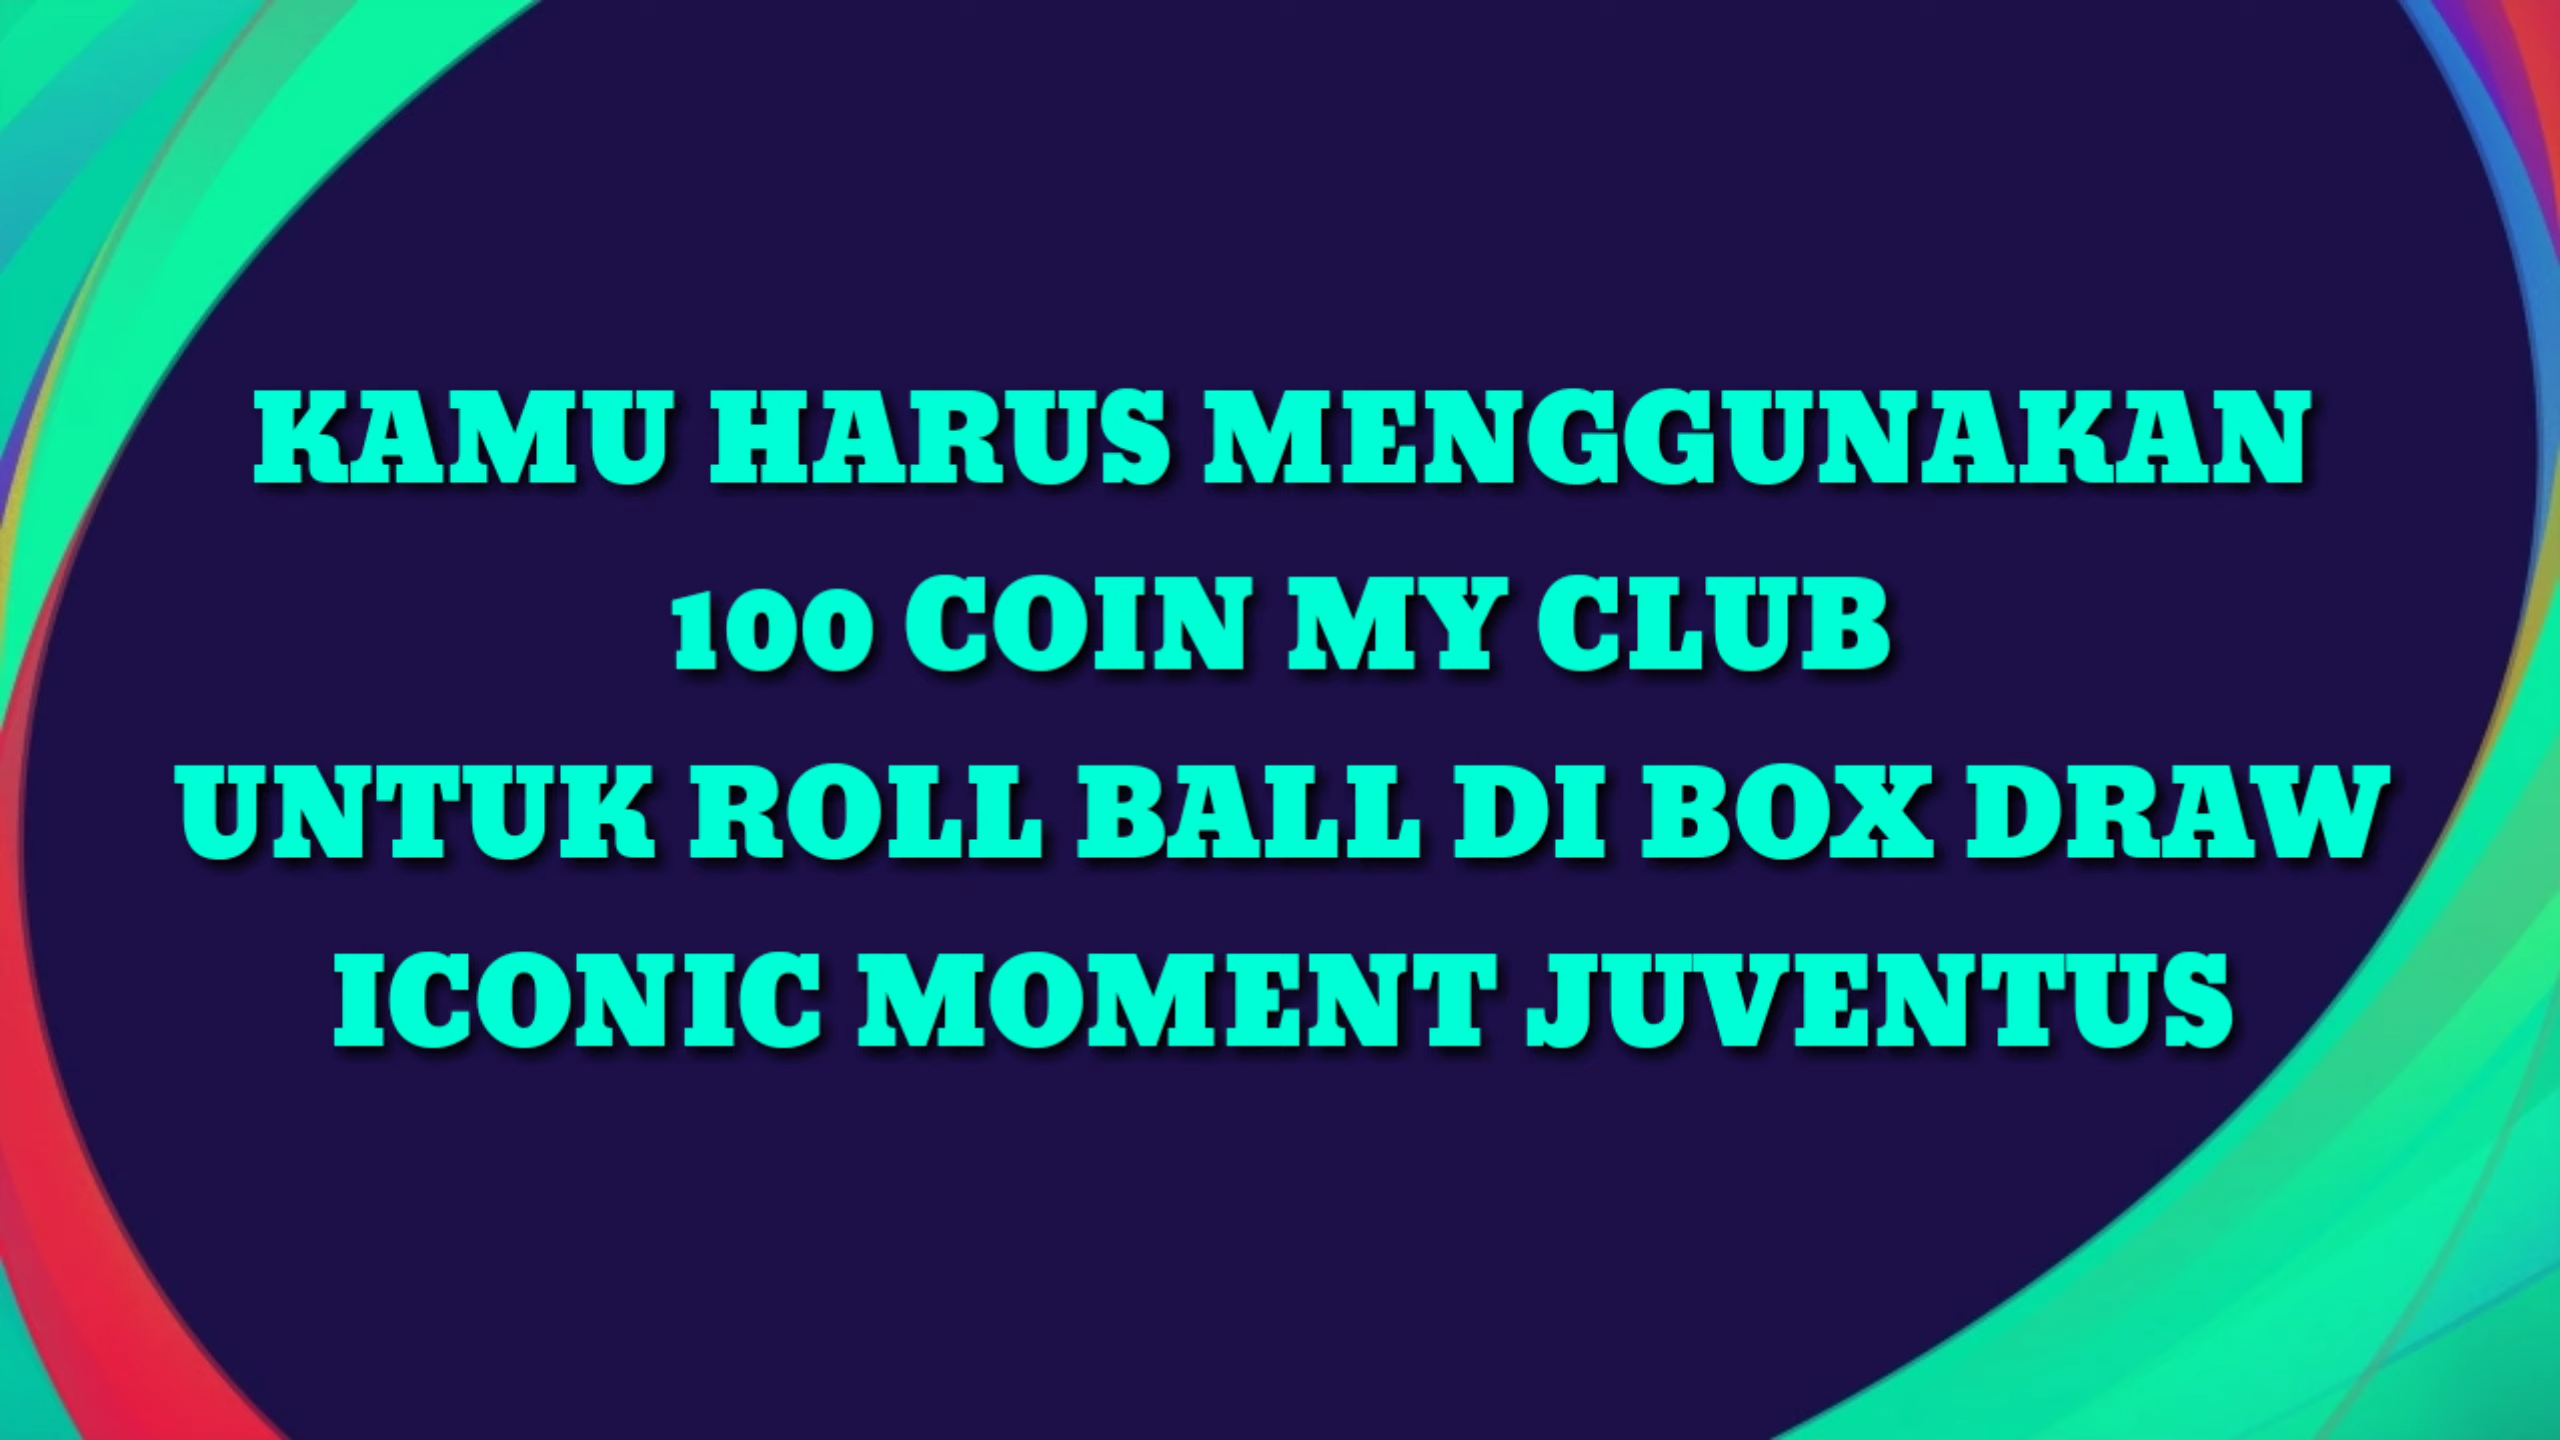 KAMU HARUS MENGGUNAKAN
100 COIN MY CLUB
UNTUK ROLL BALL DI BOX DRAW
ICONIC MOMENT JUVENTUS